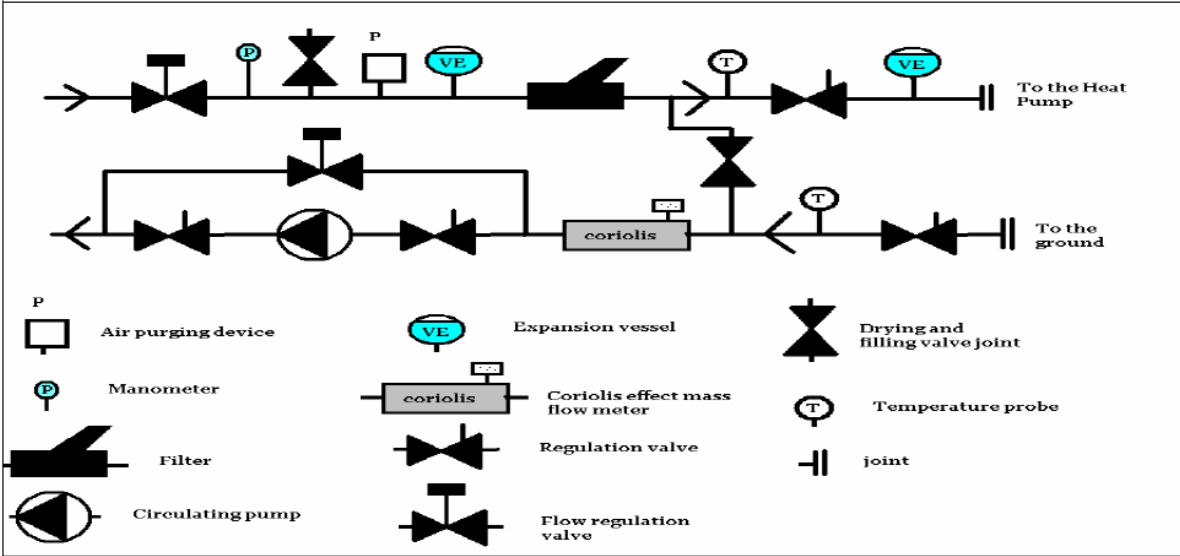 P
P
VE
T
VE
To the Heat
Pump
T
coriolis
To the
ground
P
Air purging device
VE
Expansion vessel
Drying and
filling valve joint
P
Manometer
coriolis
Coriolis effect mass
flow meter
T
Temperature probe
Filter
Regulation valve
joint
Circulating pump
Flow regulation
valve